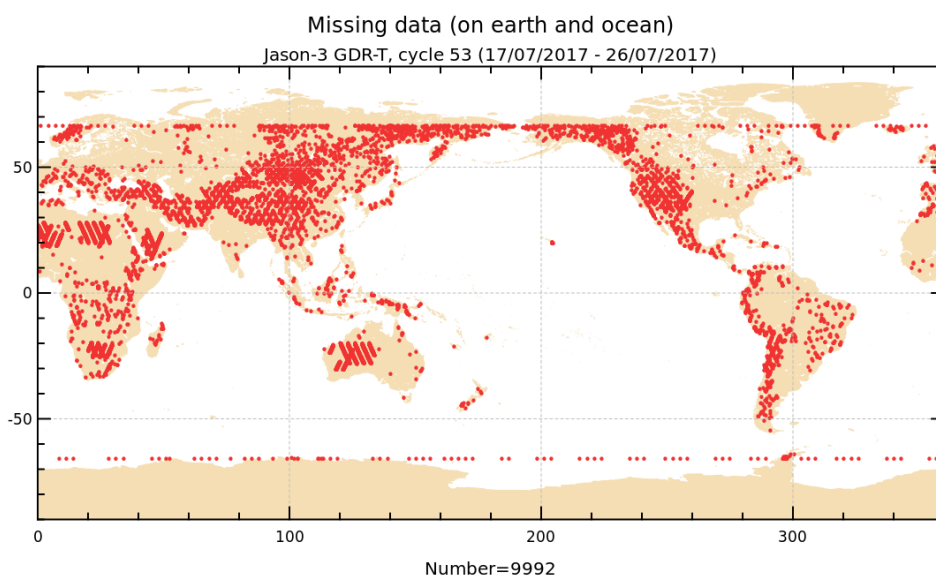 Missing data (on earth and ocean)
Jason-3 GDR-T, cycle 53 (17/07/2017 - 26/07/2017)
50
0
-50
0 100 200 300
Number=9992